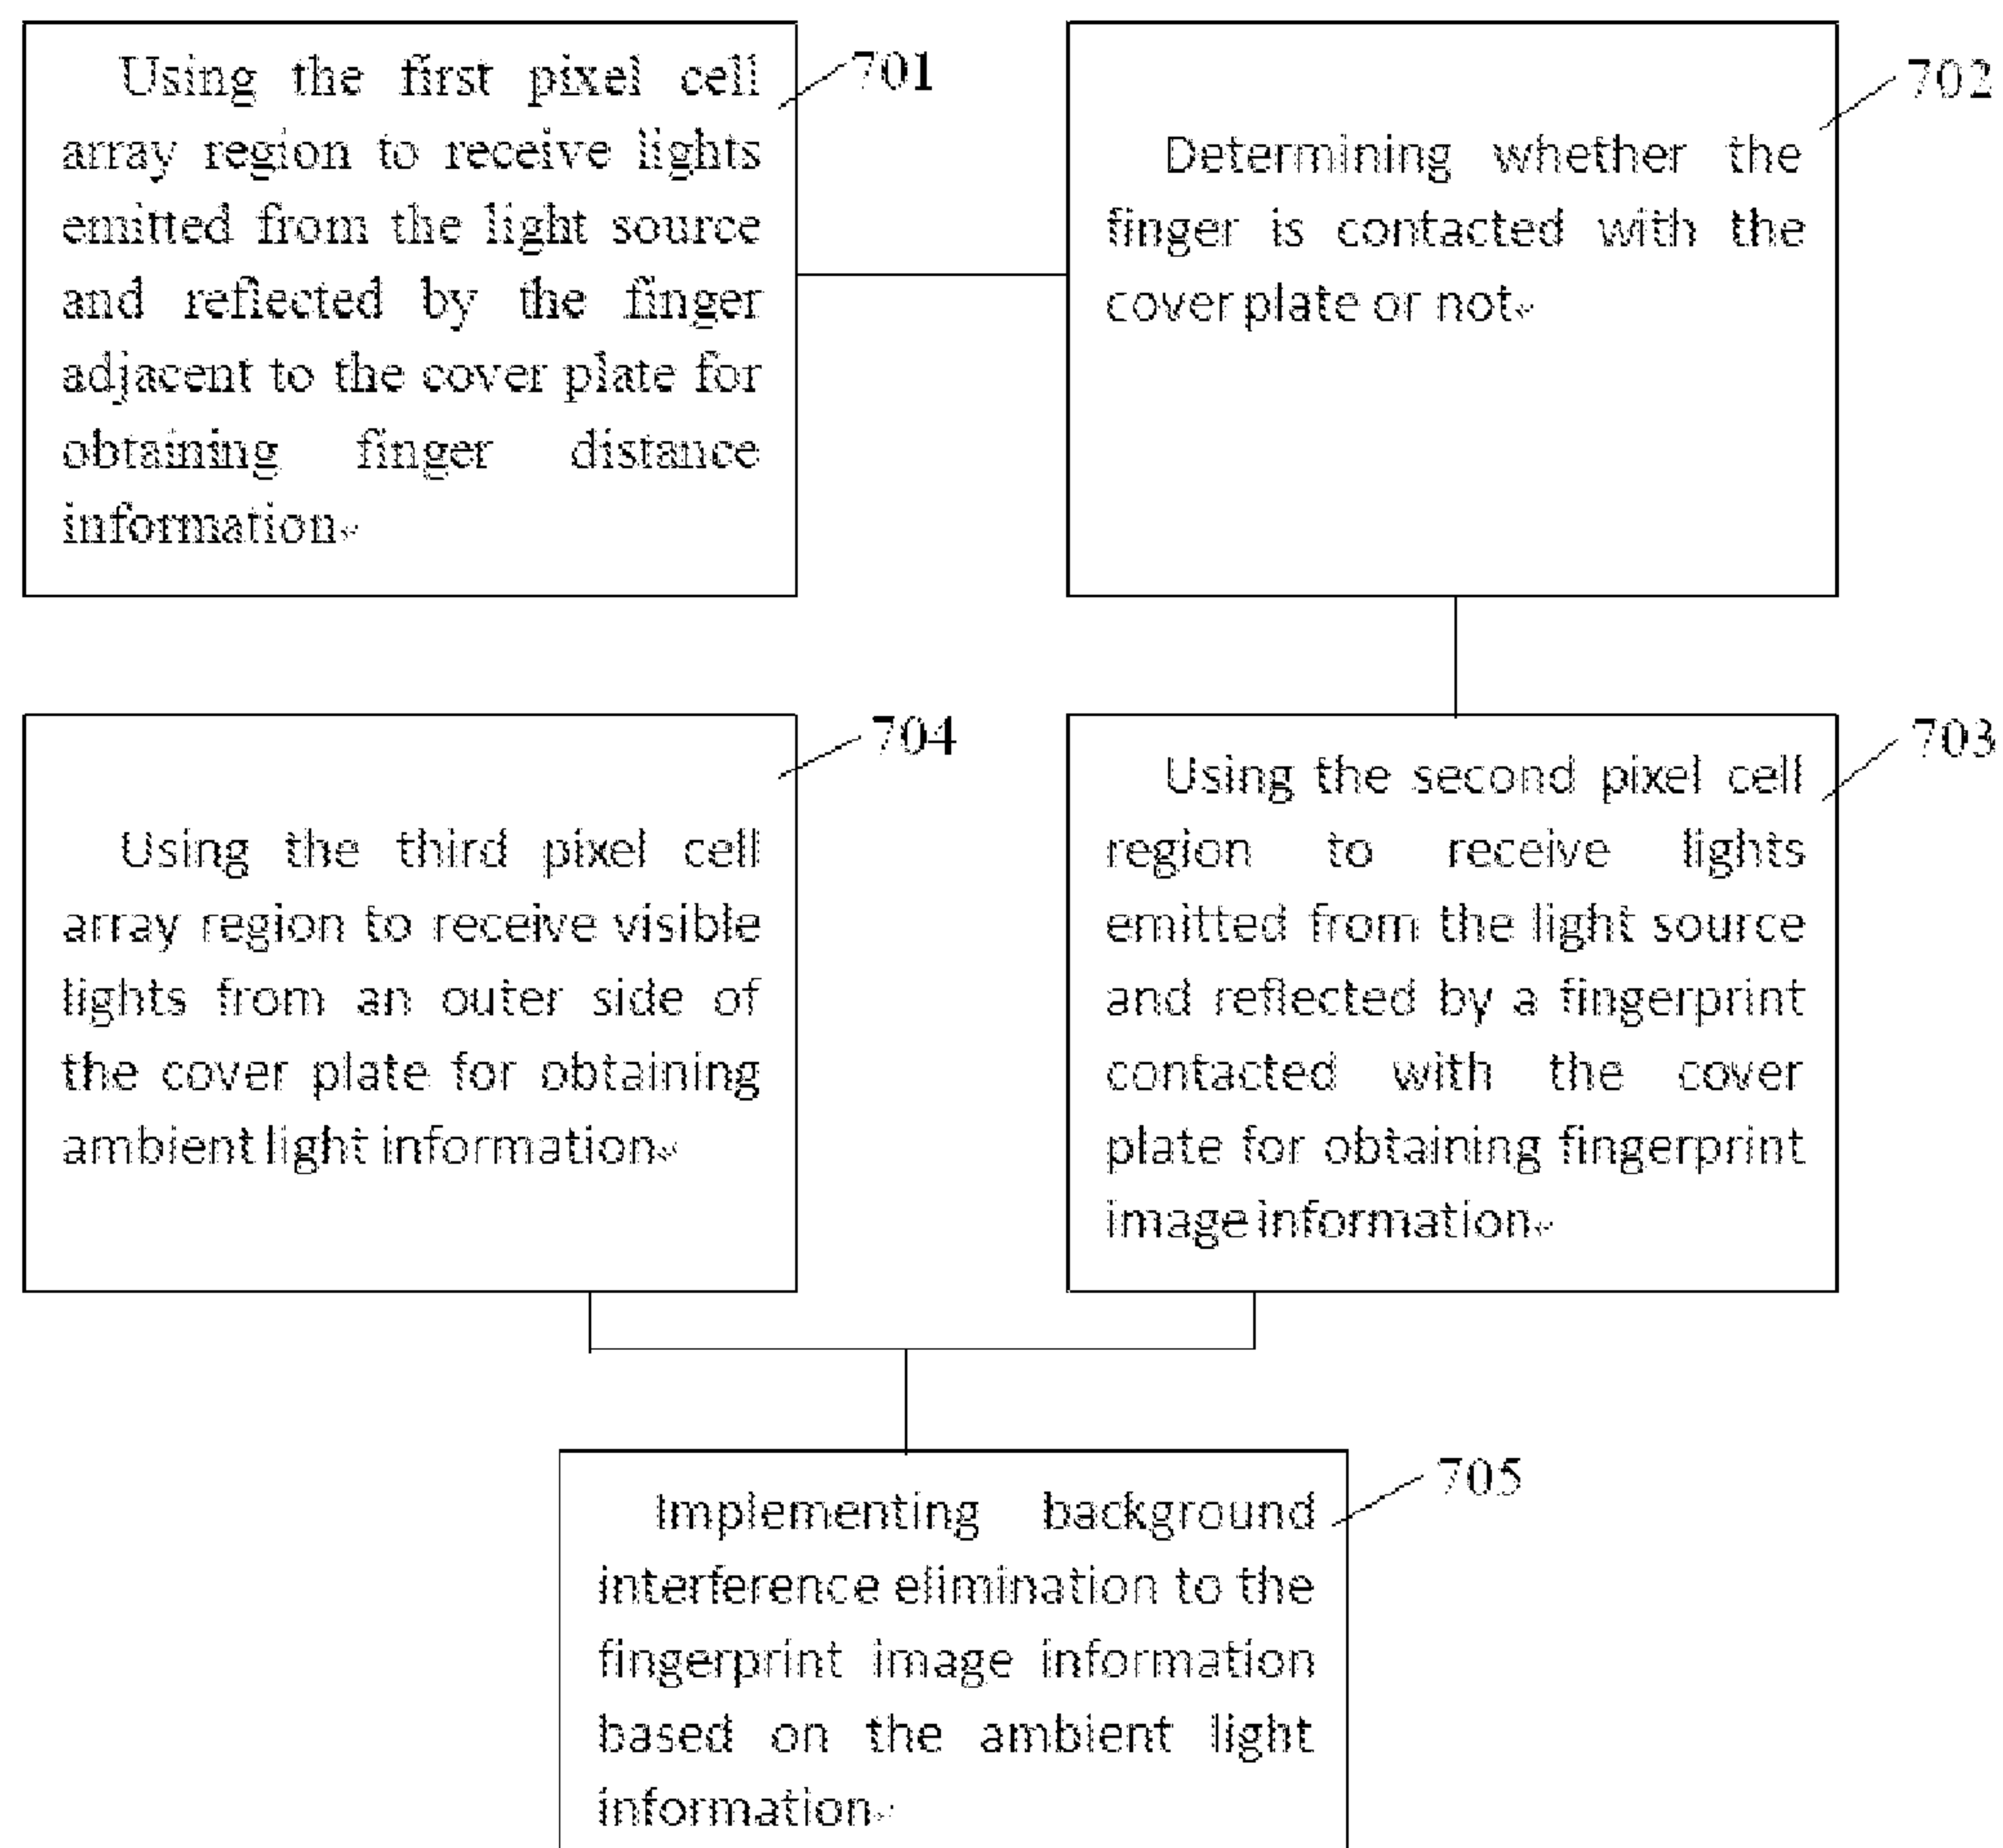 Using the first pixel cell
array region to receive lights
emitted from the light source
and reflected by the finger
adjacent to the cover plate for
obtaining finger distance
information
701
Determining whether the
finger is contacted with the
cover plate or not
702
Using the third pixel cell
array region to receive visible
lights from an outer side of
the cover plate for obtaining
ambient light information
704
Using the second pixel cell
region to receive lights
emitted from the light source
and reflected by a fingerprint
contacted with the cover
plate for obtaining fingerprint
image information
703
Implementing background
interference elimination to the
fingerprint image information
based on the ambient light
information
705